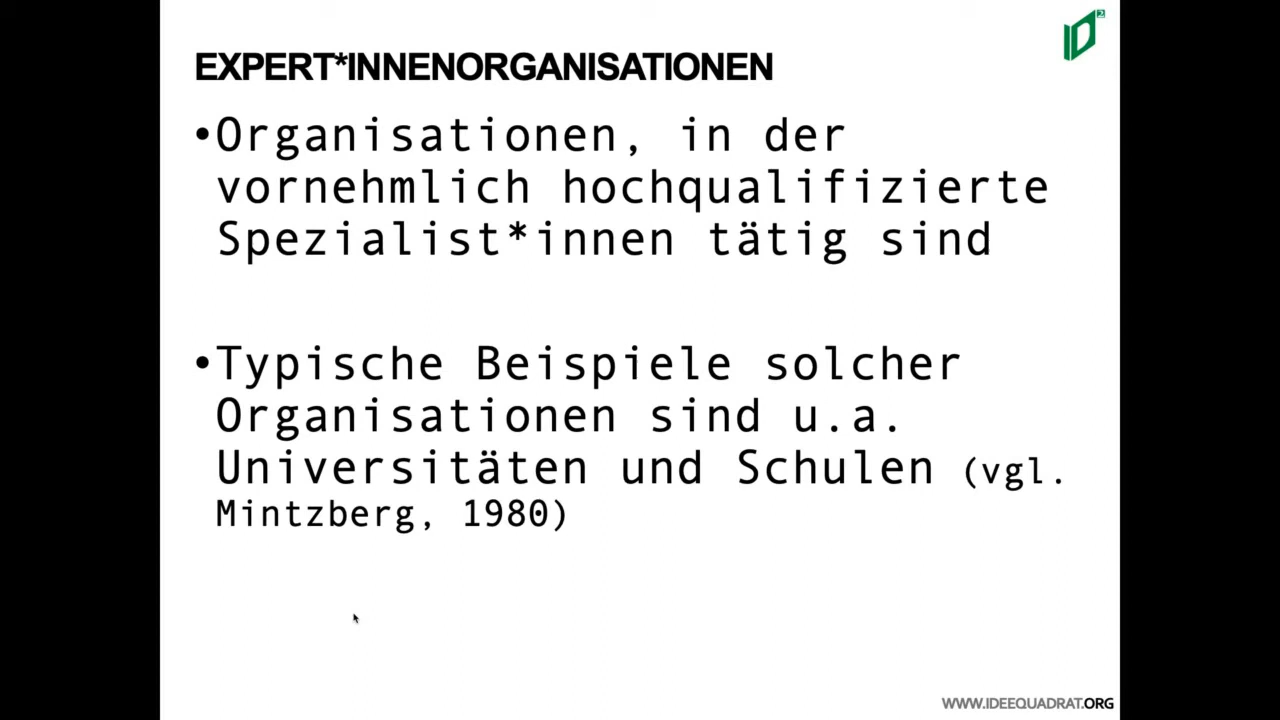 EXPERT*INNENORGANISATIONEN
ID2
•Organisationen, in der
vornehmlich hochqualifizierte
Spezialist*innen tätig sind
•Typische Beispiele solcher
Organisationen sind u.a.
Universitäten und Schulen (vgl.
Mintzberg, 1980)
WWW.IDEEQUADRAT.ORG